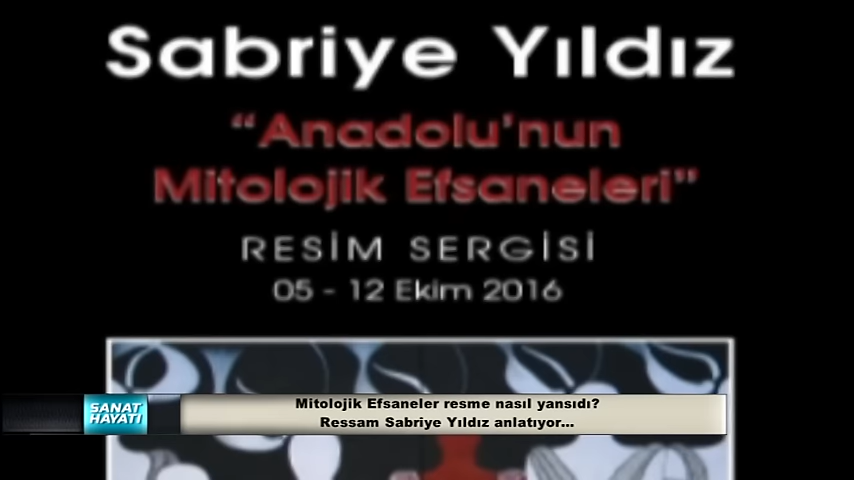 Sabriye Yıldız
“Anadolu'nun
Mitolojik Efsaneleri”
RESİM SERGİSİ
05 - 12 Ekim 2016
SANAT
HAYATI
Mitolojik Efsaneler resme nasıl yansıdı?
Ressam Sabriye Yıldız anlatıyor...